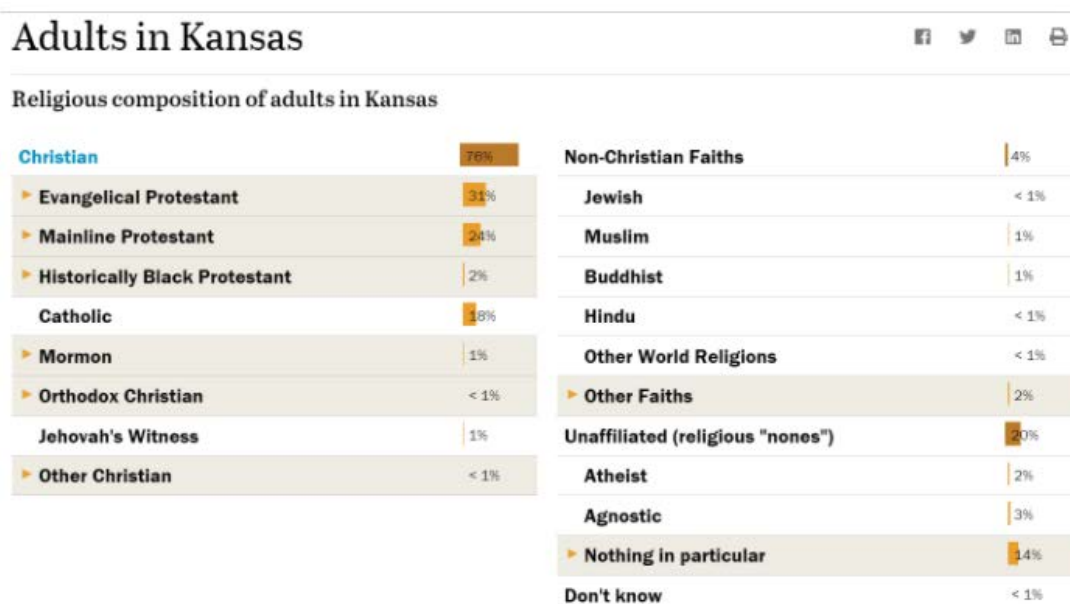 Adults in Kansas
Religious composition of adults in Kansas
Christian 76%
Evangelical Protestant 31%
Mainline Protestant 24%
Historically Black Protestant 2%
Catholic 18%
Mormon 1%
Orthodox Christian < 1%
Jehovah's Witness 1%
Other Christian < 1%
Non-Christian Faiths 4%
Jewish < 1%
Muslim 1%
Buddhist 1%
Hindu < 1%
Other World Religions < 1%
Other Faiths 2%
Unaffiliated (religious "nones") 20%
Atheist 2%
Agnostic 3%
Nothing in particular 14%
Don't know < 1%